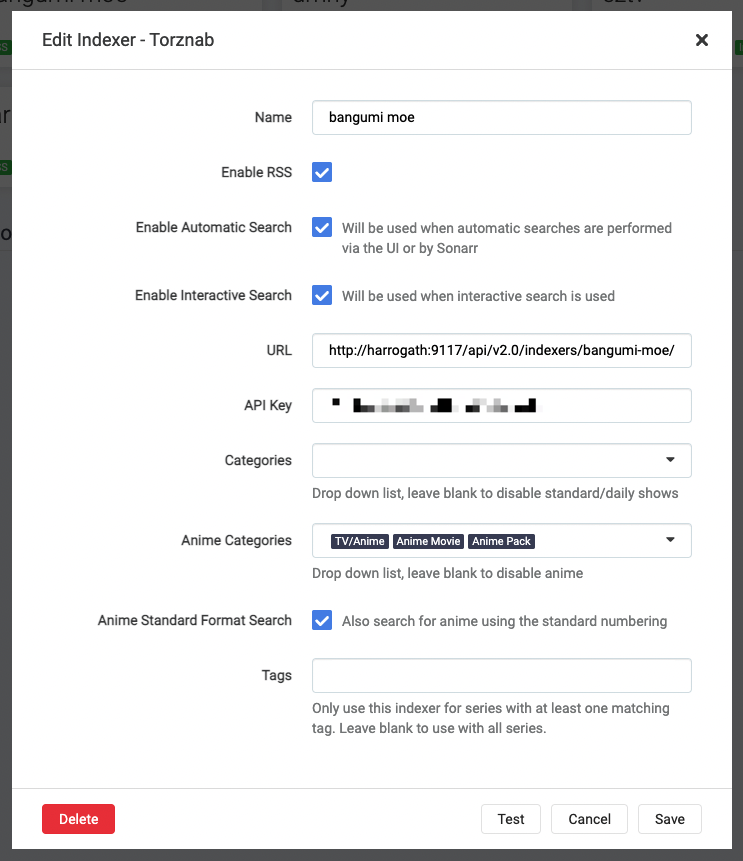 Edit Indexer - Torznab
Name
bangumi moe
Enable RSS
Enable Automatic Search
Will be used when automatic searches are performed
via the UI or by Sonarr
Enable Interactive Search
Will be used when interactive search is used
URL
http://harrogath:9117/api/v2.0/indexers/bangumi-moe/
API Key
Categories
Drop down list, leave blank to disable standard/daily shows
Anime Categories
TV/Anime Anime Movie Anime Pack
Drop down list, leave blank to disable anime
Anime Standard Format Search
Also search for anime using the standard numbering
Tags
Only use this indexer for series with at least one matching
tag. Leave blank to use with all series.
Delete
Test
Cancel
Save